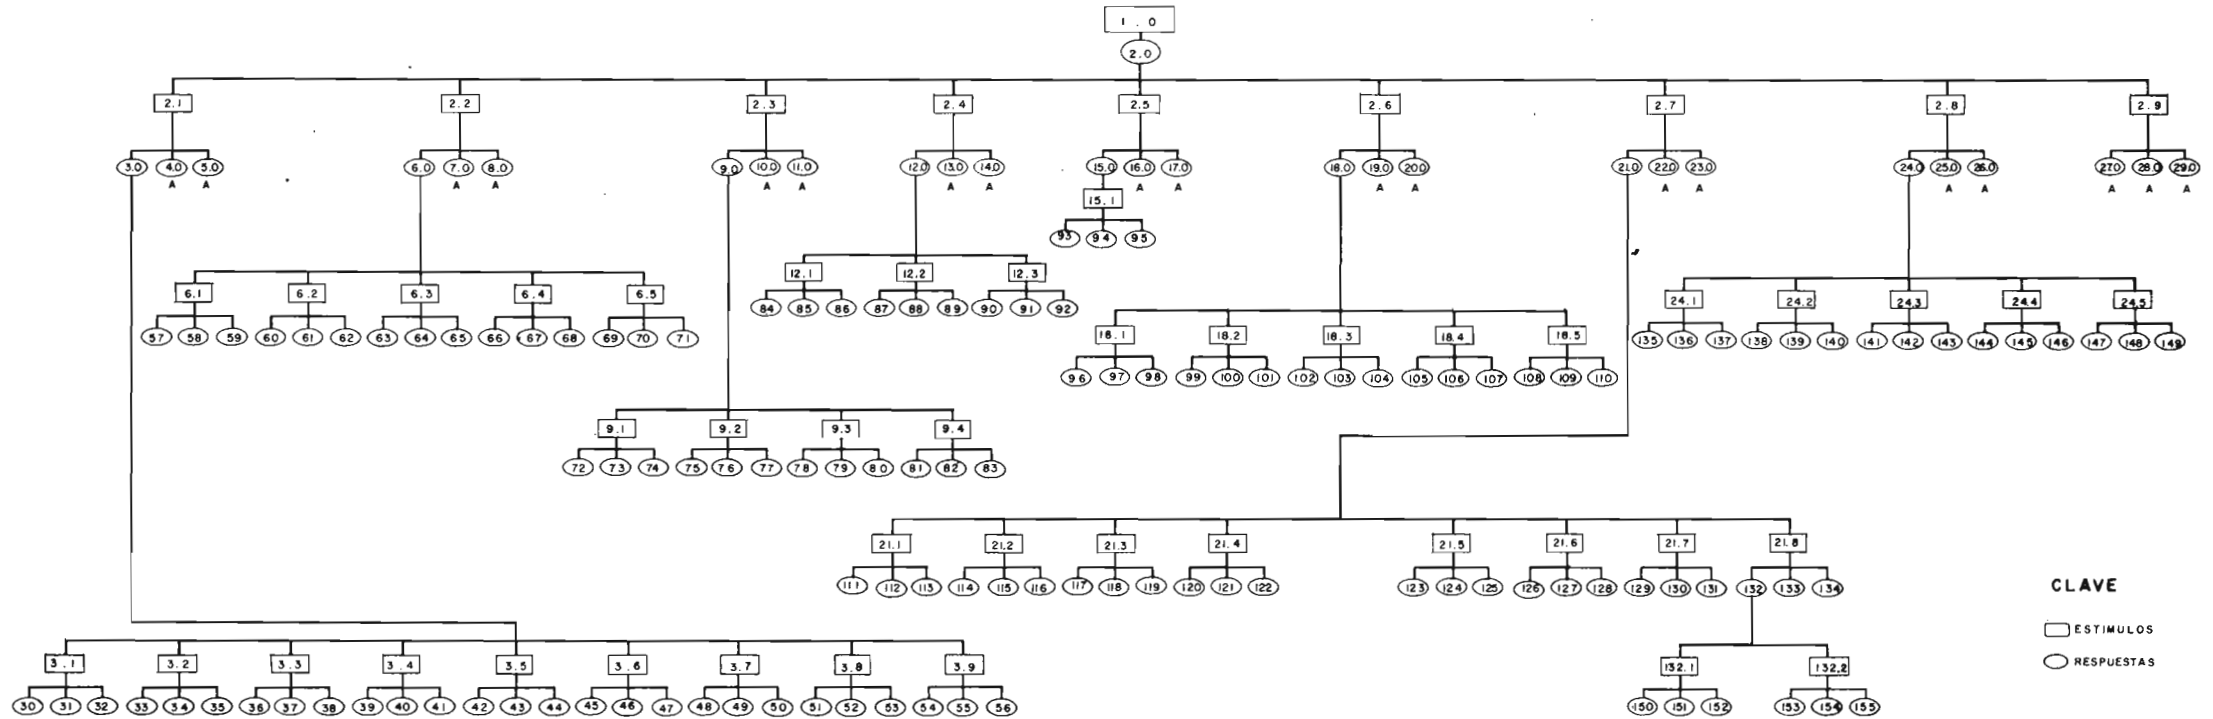 1.0
2.0
2.1 2.2 2.3 2.4 2.5 2.6 2.7 2.8 2.9
3.0 4.0 5.0 6.0 7.0 8.0 9.0 10.0 11.0 12.0 13.0 14.0 15.0 16.0 17.0 18.0 19.0 20.0 21.0 22.0 23.0 24.0 25.0 26.0 27.0 28.0 29.0
A A A A A A A A A A A A A A A A A A A
15.1
93 94 95
12.1 12.2 12.3
84 85 86 87 88 89 90 91 92
6.1 6.2 6.3 6.4 6.5
57 58 59 60 61 62 63 64 65 66 67 68 69 70 71
24.1 24.2 24.3 24.4 24.5
135 136 137 138 139 140 141 142 143 144 145 146 147 148 149
18.1 18.2 18.3 18.4 18.5
96 97 98 99 100 101 102 103 104 105 106 107 108 109 110
9.1 9.2 9.3 9.4
72 73 74 75 76 77 78 79 80 81 82 83
21.1 21.2 21.3 21.4 21.5 21.6 21.7 21.8
111 112 113 114 115 116 117 118 119 120 121 122 123 124 125 126 127 128 129 130 131 132 133 134
3.1 3.2 3.3 3.4 3.5 3.6 3.7 3.8 3.9
30 31 32 33 34 35 36 37 38 39 40 41 42 43 44 45 46 47 48 49 50 51 52 53 54 55 56
132.1 132.2
150 151 152 153 154 155
CLAVE
ESTIMULOS
RESPUESTAS